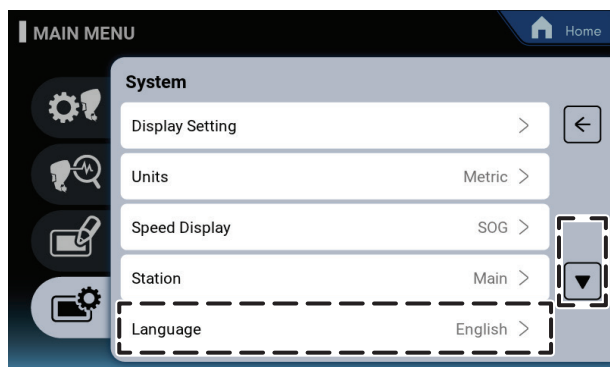 MAIN MENU
Home
System
Display Setting
Units Metric
Speed Display SOG
Station Main
Language English